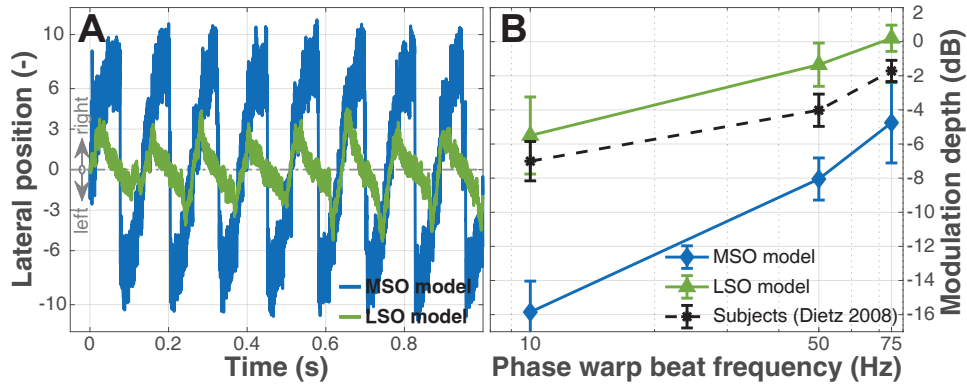 A
Lateral position (-)
right
left
10
6
3
0
-3
-6
-10
0
0.2
0.4
0.6
0.8
Time (s)
MSO model
LSO model
B
Modulation depth (dB)
2
0
-2
-4
-6
-8
-10
-12
-14
-16
MSO model
LSO model
Subjects (Dietz 2008)
10
50
75
Phase warp beat frequency (Hz)